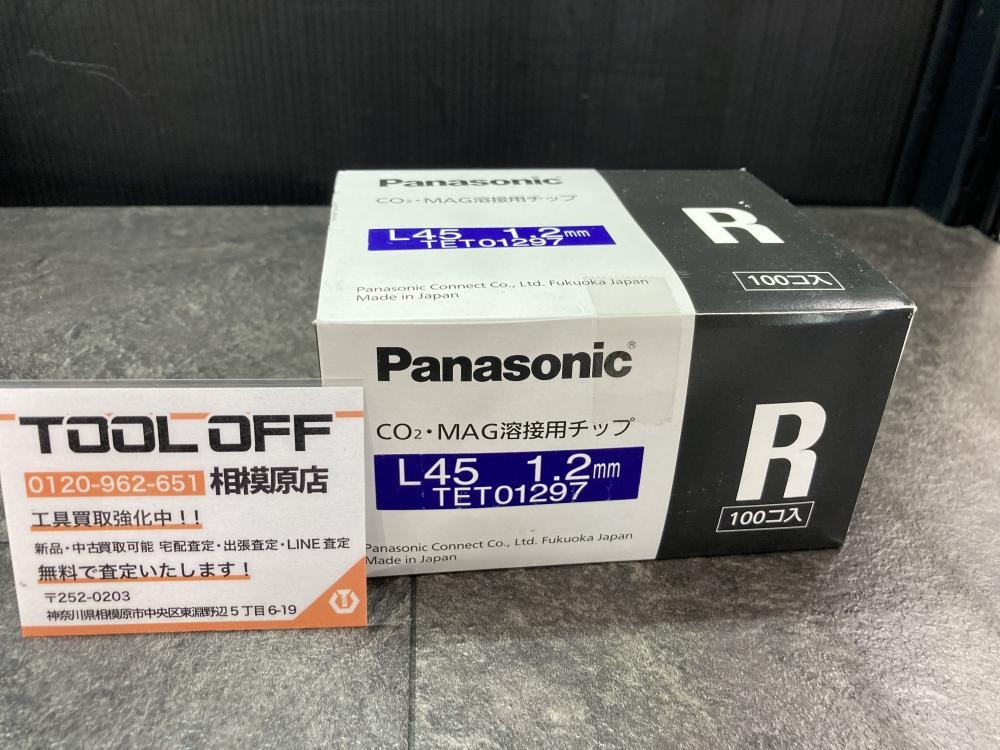 Panasonic
CO₂・MAG溶接用チップ
L45 1.2mm
TET01297
Panasonic Connect Co., Ltd. Fukuoka Japan
Made in Japan
R
100コ入
Panasonic®
CO₂・MAG溶接用チップ
L45 1.2mm
TET01297
Panasonic Connect Co., Ltd. Fukuoka Japan
Made in Japan
R
100コ入
TOOL OFF
0120-962-651 相模原店
工具買取強化中!!
新品・中古買取可能 宅配査定・出張査定・LINE査定
無料で査定いたします!
〒252-0203
神奈川県相模原市中央区東淵野辺5丁目6-19